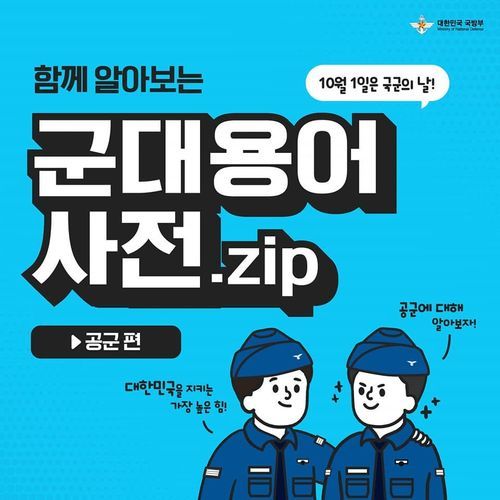 대한민국 국방부
Ministry of National Defense
함께 알아보는
10월 1일은 국군의 날!
군대용어
사전.zip
공군 편
공군에 대해
알아보자!
대한민국을 지키는
가장 높은 힘!